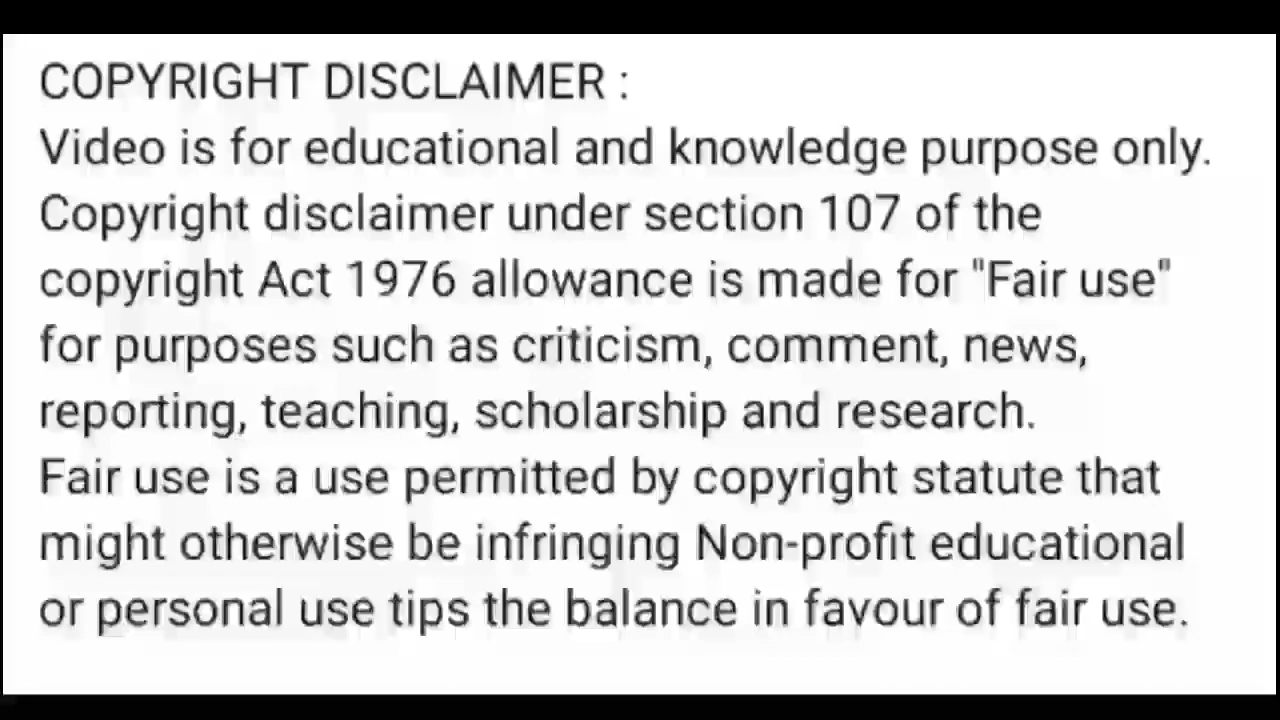 COPYRIGHT DISCLAIMER :
Video is for educational and knowledge purpose only.
Copyright disclaimer under section 107 of the
copyright Act 1976 allowance is made for "Fair use"
for purposes such as criticism, comment, news,
reporting, teaching, scholarship and research.
Fair use is a use permitted by copyright statute that
might otherwise be infringing Non-profit educational
or personal use tips the balance in favour of fair use.